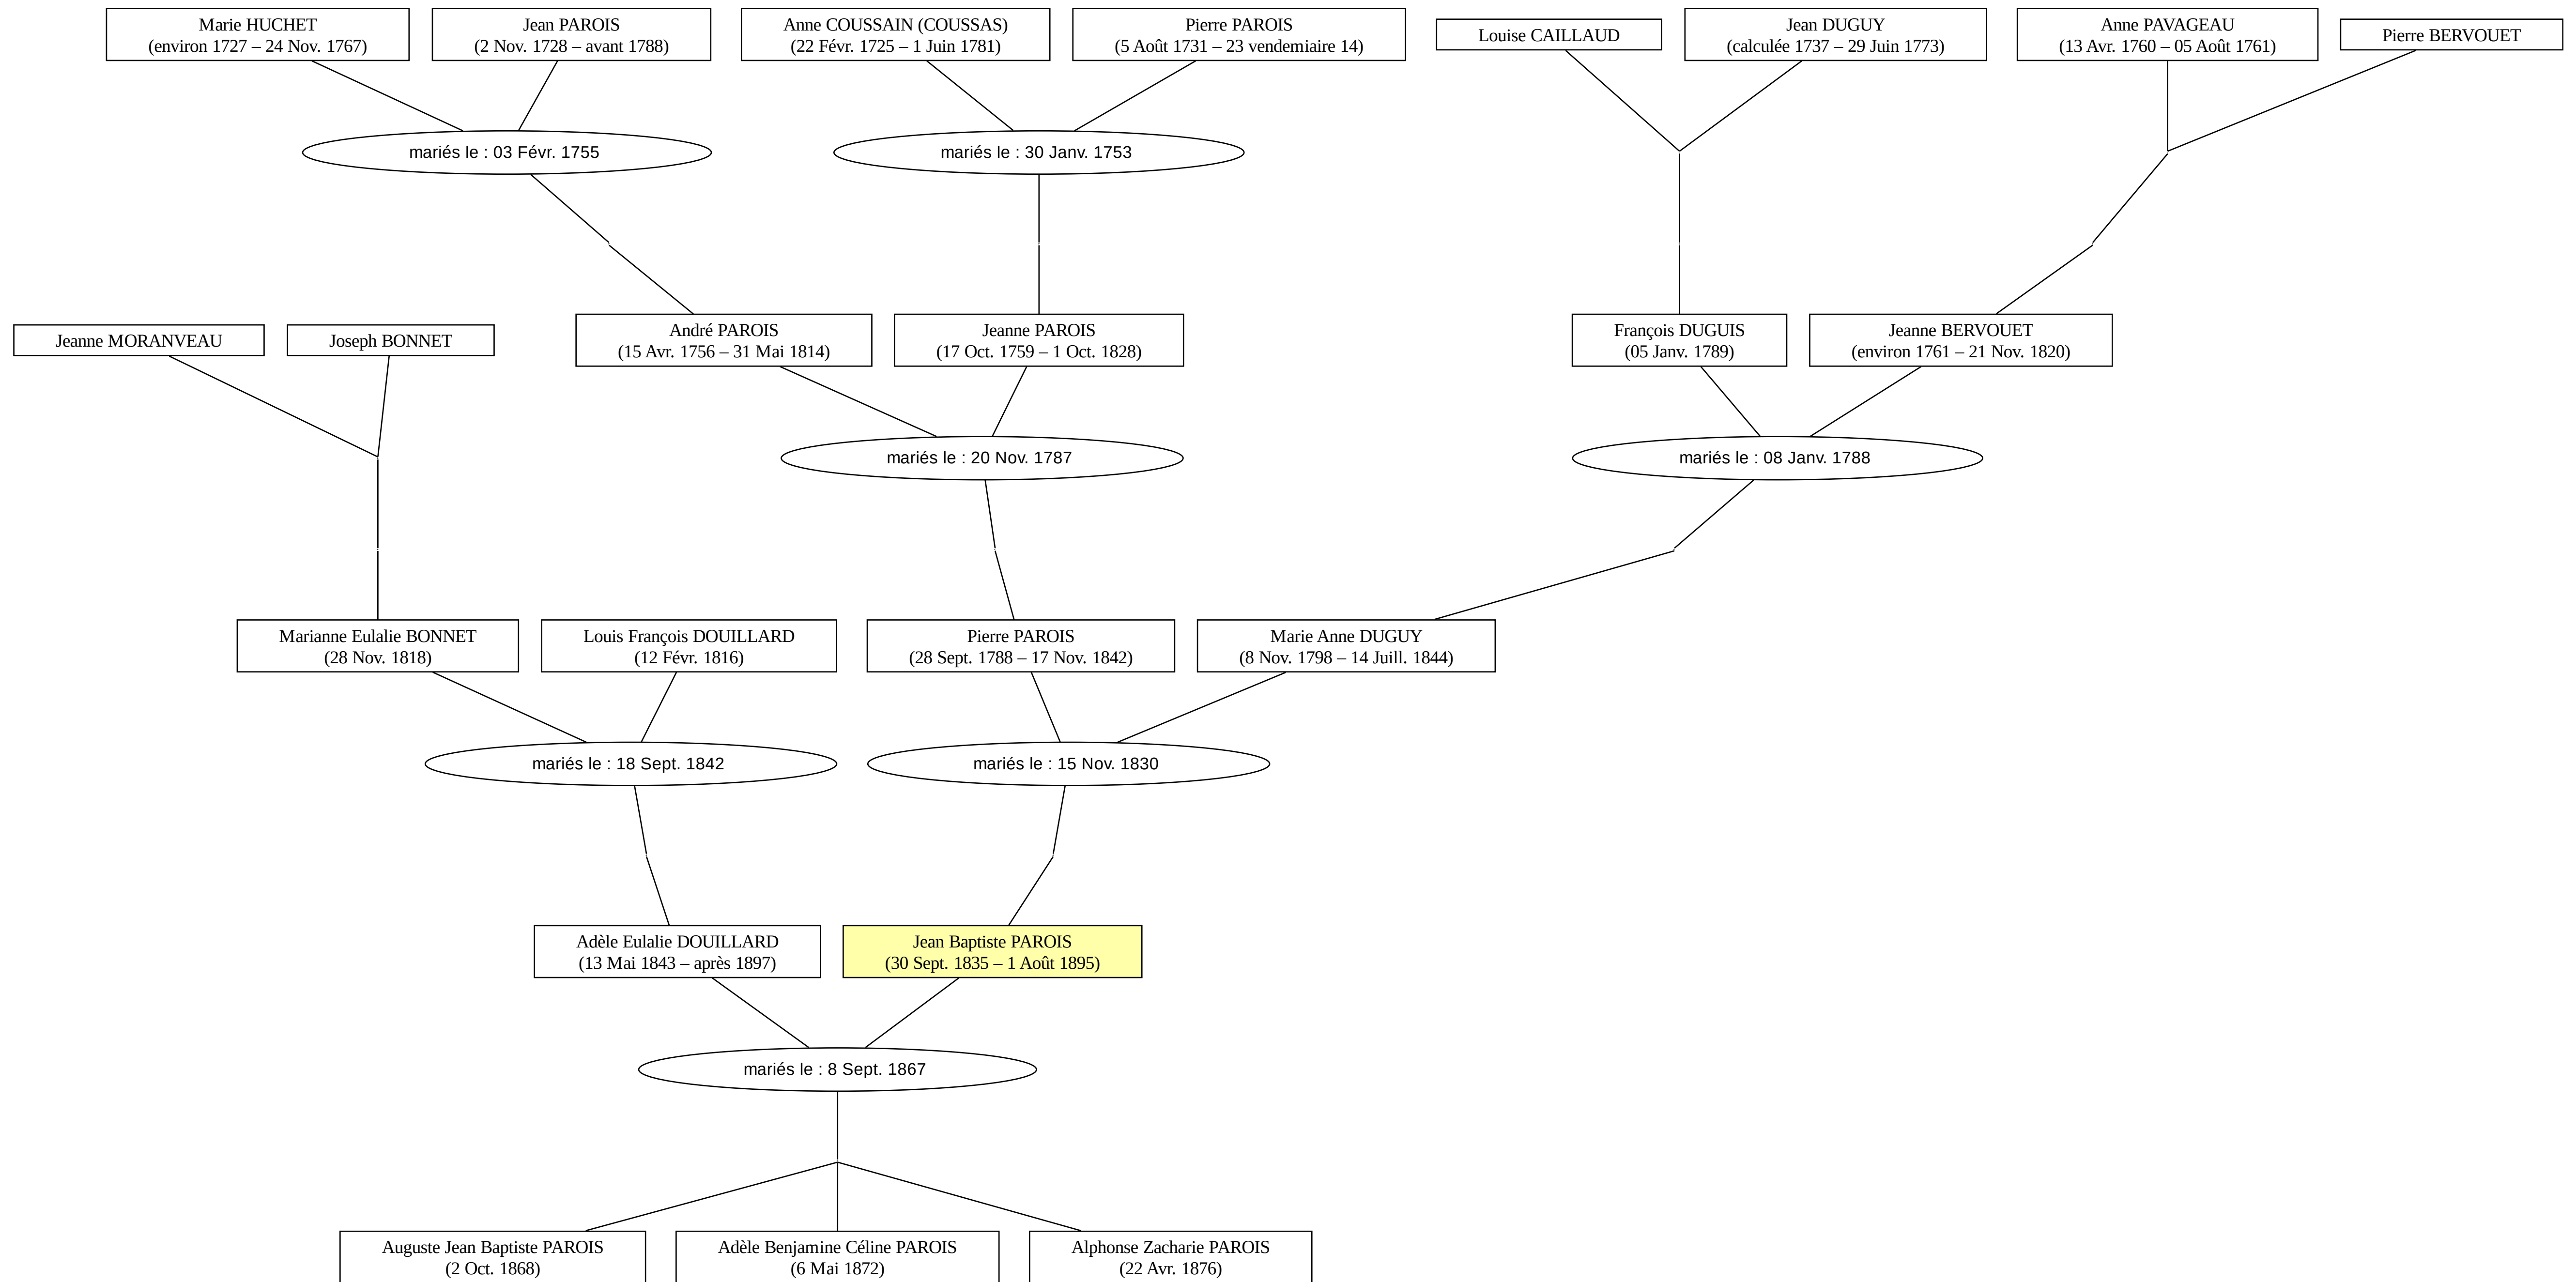 Marie HUCHET
(environ 1727 – 24 Nov. 1767)
Jean PAROIS
(2 Nov. 1728 – avant 1788)
Anne COUSSAIN (COUSSAS)
(22 Févr. 1725 – 1 Juin 1781)
Pierre PAROIS
(5 Août 1731 – 23 vendemiaire 14)
Louise CAILLAUD
Jean DUGUY
(calculée 1737 – 29 Juin 1773)
Anne PAVAGEAU
(13 Avr. 1760 – 05 Août 1761)
Pierre BERVOUET
mariés le : 03 Févr. 1755
mariés le : 30 Janv. 1753
Jeanne MORANVEAU
Joseph BONNET
André PAROIS
(15 Avr. 1756 – 31 Mai 1814)
Jeanne PAROIS
(17 Oct. 1759 – 1 Oct. 1828)
François DUGUIS
(05 Janv. 1789)
Jeanne BERVOUET
(environ 1761 – 21 Nov. 1820)
mariés le : 20 Nov. 1787
mariés le : 08 Janv. 1788
Marianne Eulalie BONNET
(28 Nov. 1818)
Louis François DOUILLARD
(12 Févr. 1816)
Pierre PAROIS
(28 Sept. 1788 – 17 Nov. 1842)
Marie Anne DUGUY
(8 Nov. 1798 – 14 Juill. 1844)
mariés le : 18 Sept. 1842
mariés le : 15 Nov. 1830
Adèle Eulalie DOUILLARD
(13 Mai 1843 – après 1897)
Jean Baptiste PAROIS
(30 Sept. 1835 – 1 Août 1895)
mariés le : 8 Sept. 1867
Auguste Jean Baptiste PAROIS
(2 Oct. 1868)
Adèle Benjamine Céline PAROIS
(6 Mai 1872)
Alphonse Zacharie PAROIS
(22 Avr. 1876)